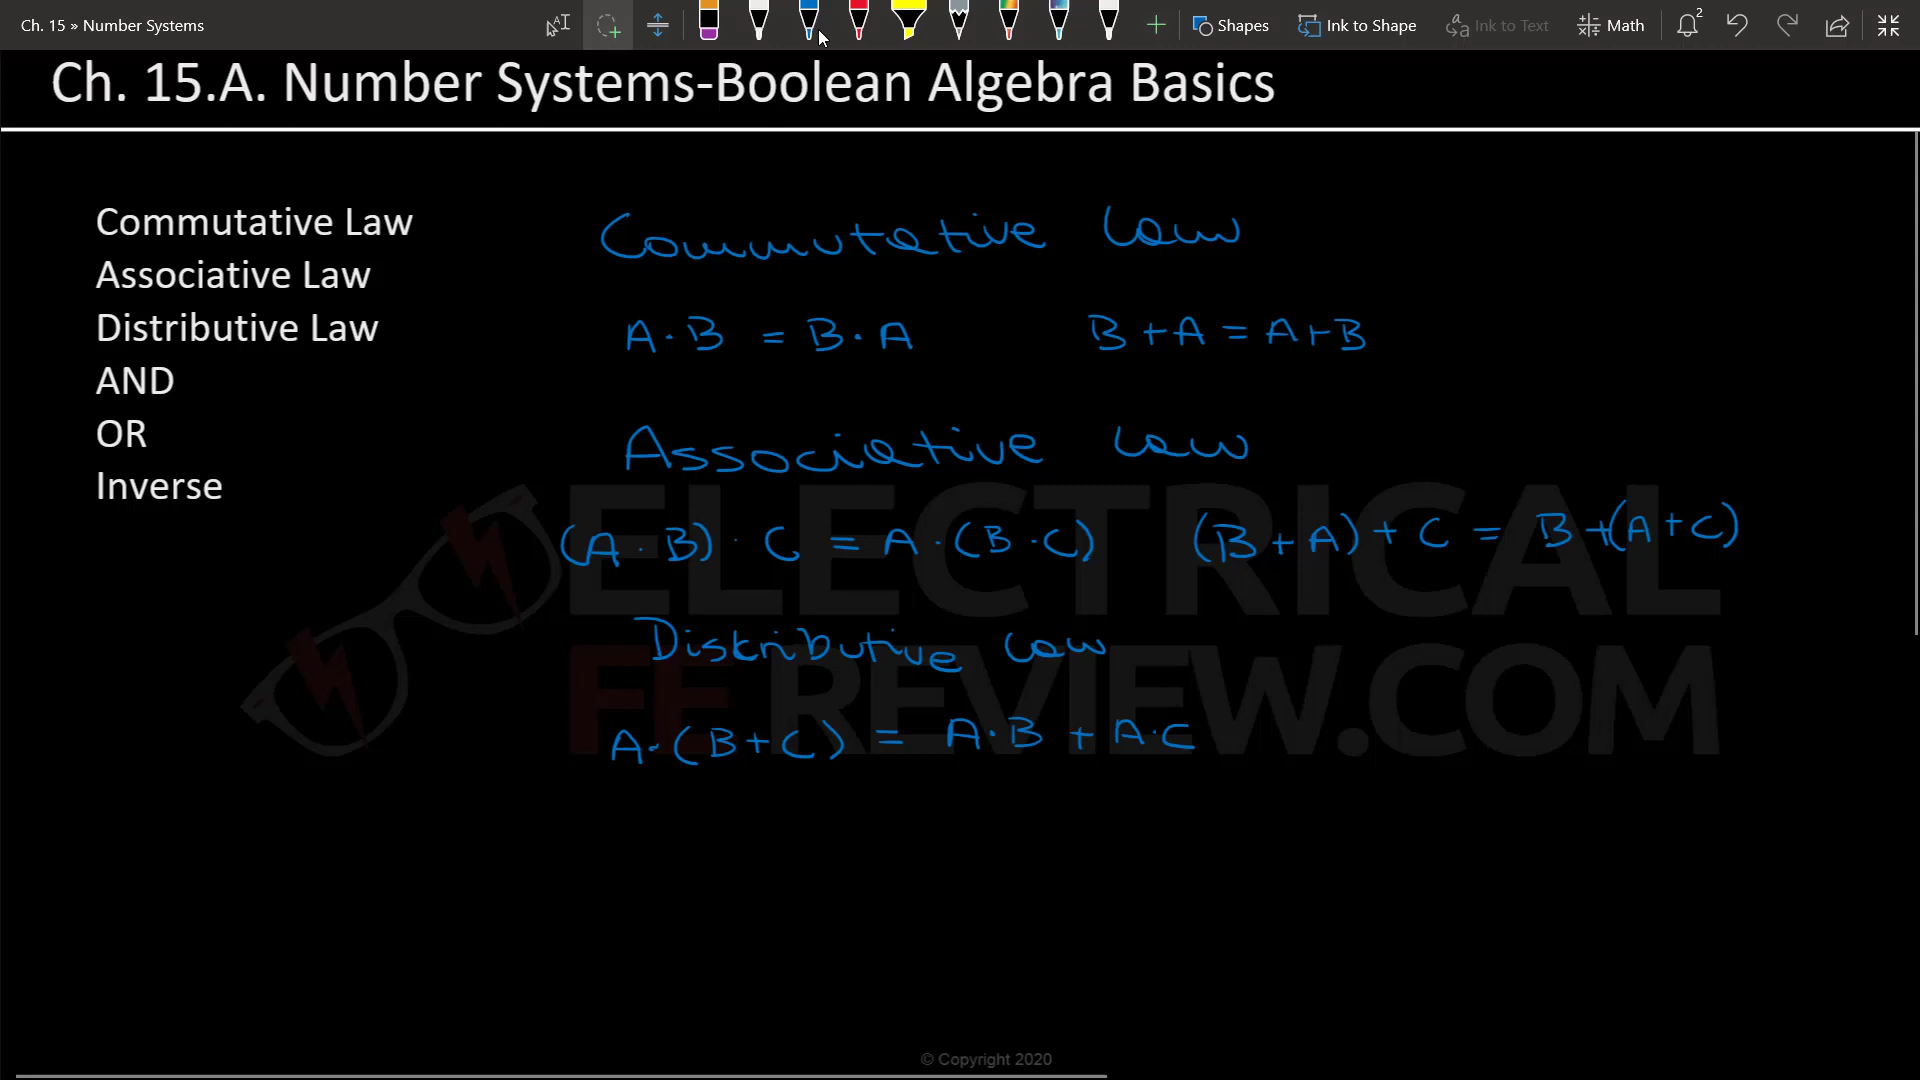 Ch. 15 » Number Systems
Shapes Ink to Shape Ink to Text Math 2
Ch. 15.A. Number Systems-Boolean Algebra Basics
Commutative Law
Associative Law
Distributive Law
AND
OR
Inverse
Commutative Law
A·B = B·A B+A = A+B
Associative Law
(A·B)·C = A·(B·C) (B+A)+C = B+(A+C)
Distributive Law
A·(B+C) = A·B + A·C
ELECTRICAL
FE REVIEW.COM
© Copyright 2020